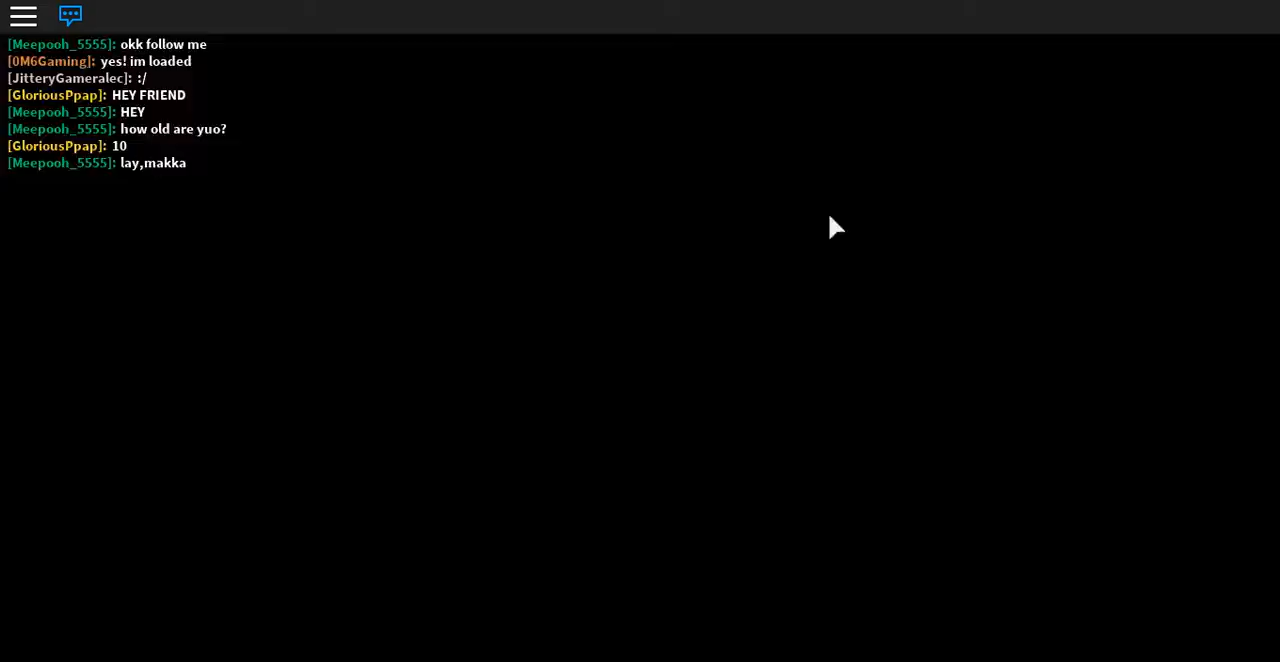 [Meepooh_5555]: okk follow me
[0M6Gaming]: yes! im loaded
[JitteryGameralec]: :/
[GloriousPpap]: HEY FRIEND
[Meepooh_5555]: HEY
[Meepooh_5555]: how old are yuo?
[GloriousPpap]: 10
[Meepooh_5555]: lay,makka